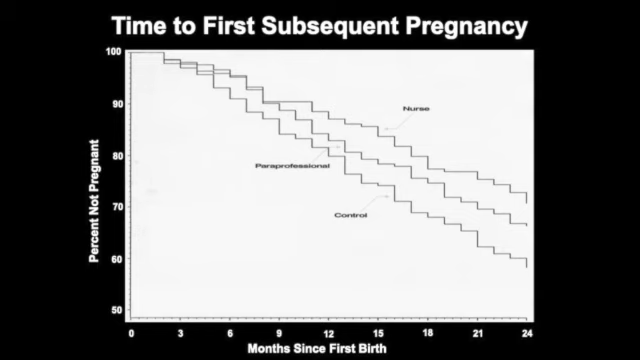 Time to First Subsequent Pregnancy
100
90
80
70
60
50
Percent Not Pregnant
Nurse
Paraprofessional
Control
0 3 6 9 12 15 18 21 24
Months Since First Birth